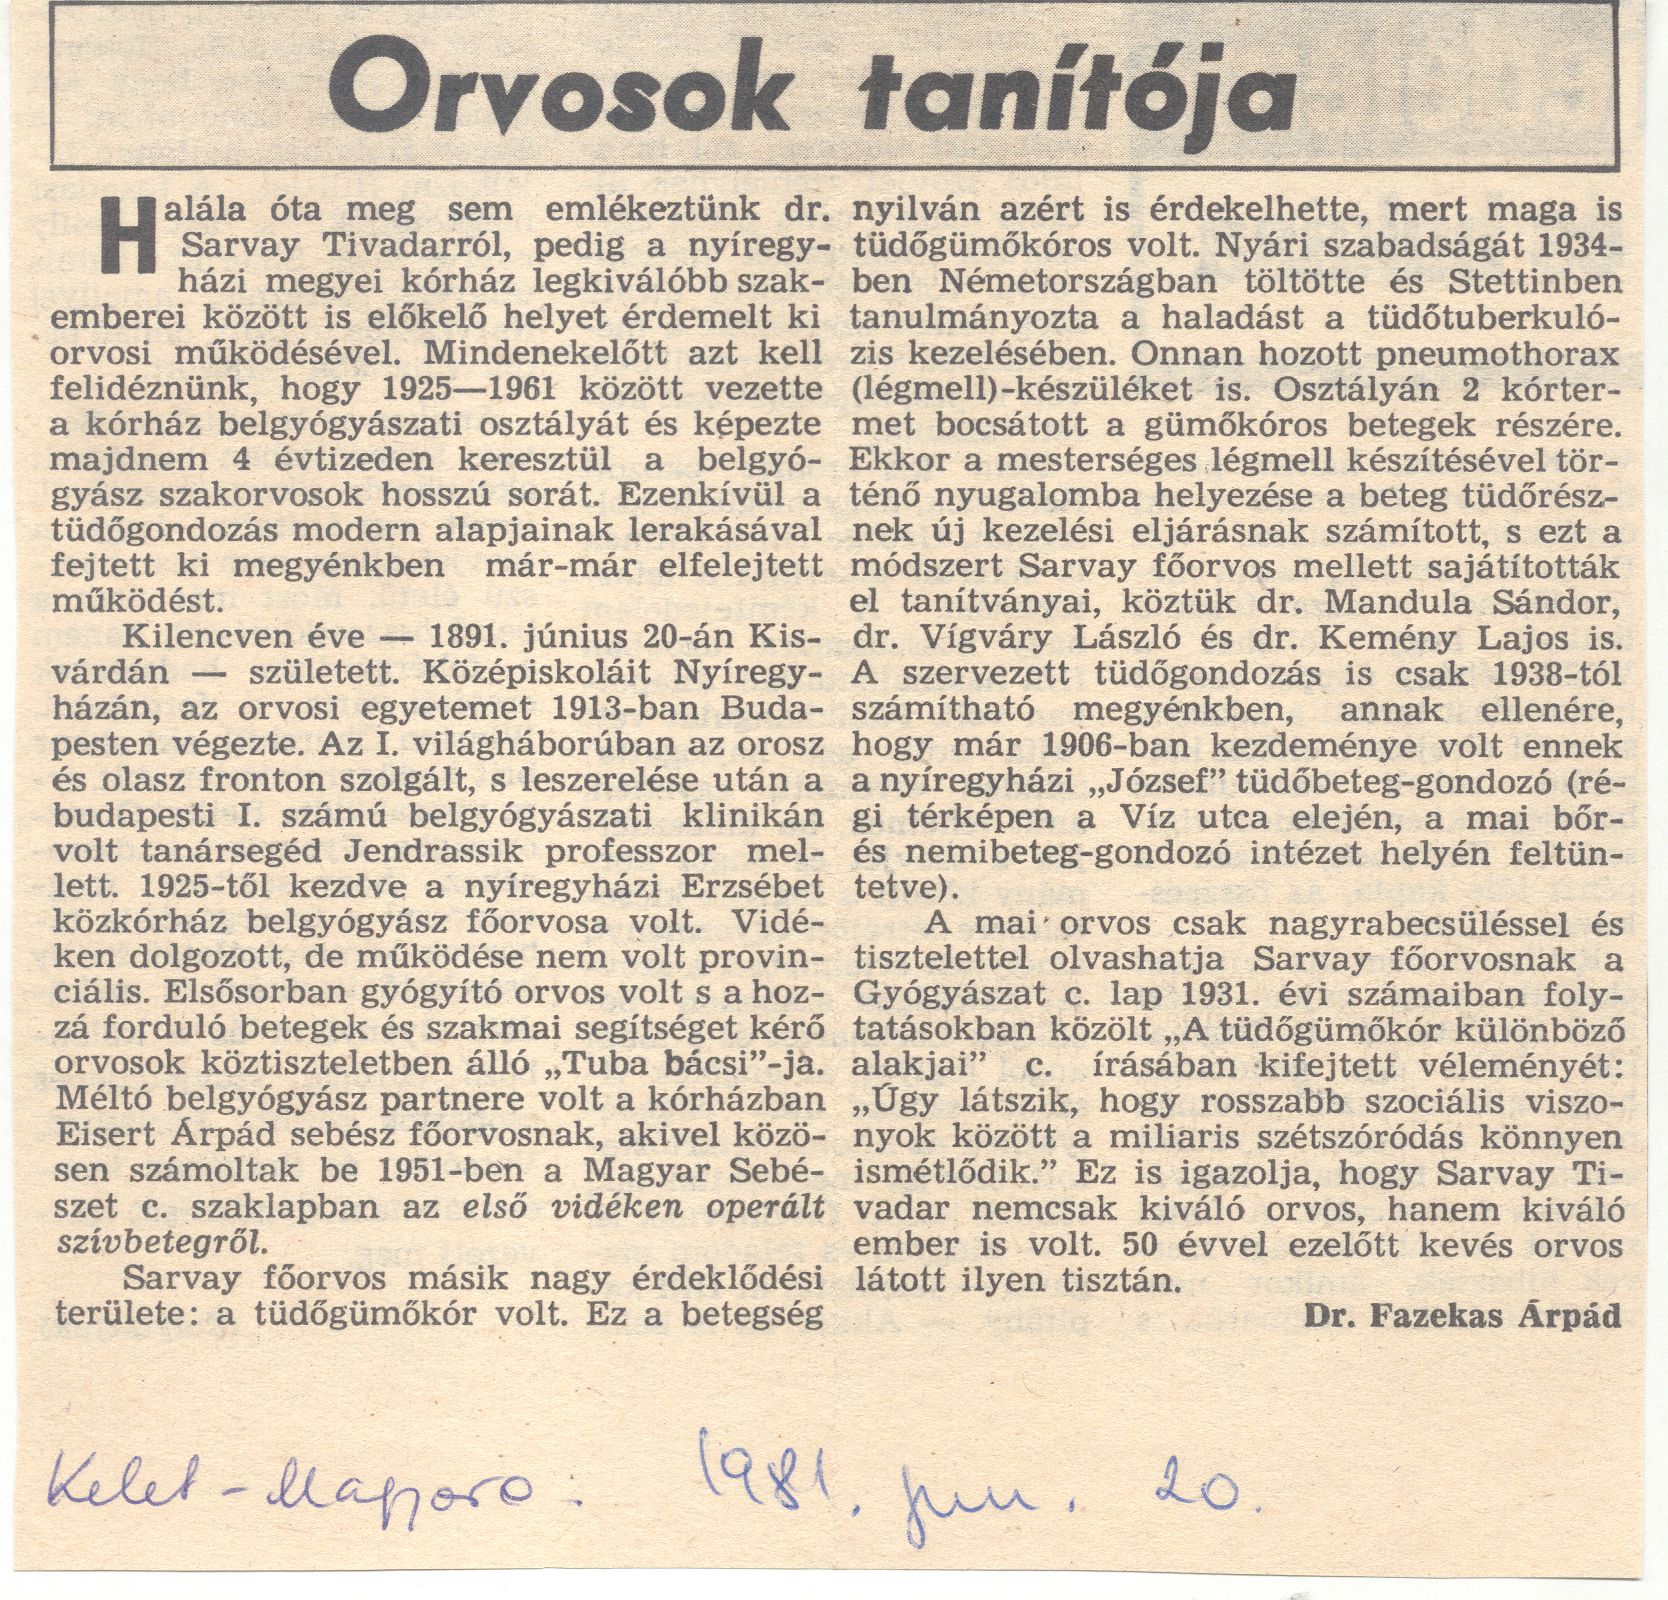 Orvosok tanítója
Halála óta meg sem emlékeztünk dr.
Sarvay Tivadarról, pedig a nyíregy-
házi megyei kórház legkiválóbb szak-
emberei között is előkelő helyet érdemelt ki
orvosi működésével. Mindenekelőtt azt kell
felidéznünk, hogy 1925—1961 között vezette
a kórház belgyógyászati osztályát és képezte
majdnem 4 évtizeden keresztül a belgyó-
gyász szakorvosok hosszú sorát. Ezenkívül a
tüdőgondozás modern alapjainak lerakásával
fejtett ki megyénkben már-már elfelejtett
működést.
Kilencven éve — 1891. június 20-án Kis-
várdán — született. Középiskoláit Nyíregy-
házán, az orvosi egyetemet 1913-ban Buda-
pesten végezte. Az I. világháborúban az orosz
és olasz fronton szolgált, s leszerelése után a
budapesti I. számú belgyógyászati klinikán
volt tanársegéd Jendrassik professzor mel-
lett. 1925-től kezdve a nyíregyházi Erzsébet
közkórház belgyógyász főorvosa volt. Vidé-
ken dolgozott, de működése nem volt provin-
ciális. Elsősorban gyógyító orvos volt s a hoz-
zá forduló betegek és szakmai segítséget kérő
orvosok köztiszteletben álló „Tuba bácsi”-ja.
Méltó belgyógyász partnere volt a kórházban
Eisert Árpád sebész főorvosnak, akivel közö-
sen számoltak be 1951-ben a Magyar Sebé-
szet c. szaklapban az első vidéken operált
szívbetegről.
Sarvay főorvos másik nagy érdeklődési
területe: a tüdőgümőkór volt. Ez a betegség
nyilván azért is érdekelhette, mert maga is
tüdőgümőkóros volt. Nyári szabadságát 1934-
ben Németországban töltötte és Stettinben
tanulmányozta a haladást a tüdőtuberkuló-
zis kezelésében. Onnan hozott pneumothorax
(légmell)-készüléket is. Osztályán 2 kórter-
met bocsátott a gümőkóros betegek részére.
Ekkor a mesterséges légmell készítésével tör-
ténő nyugalomba helyezése a beteg tüdőrész-
nek új kezelési eljárásnak számított, s ezt a
módszert Sarvay főorvos mellett sajátították
el tanítványai, köztük dr. Mandula Sándor,
dr. Vígváry László és dr. Kemény Lajos is.
A szervezett tüdőgondozás is csak 1938-tól
számítható megyénkben, annak ellenére,
hogy már 1906-ban kezdeménye volt ennek
a nyíregyházi „József” tüdőbeteg-gondozó (ré-
gi térképen a Víz utca elején, a mai bőr-
és nemibeteg-gondozó intézet helyén feltün-
tetve).
A mai orvos csak nagyrabecsüléssel és
tisztelettel olvashatja Sarvay főorvosnak a
Gyógyászat c. lap 1931. évi számaiban foly-
tatásokban közölt „A tüdőgümőkór különböző
alakjai” c. írásában kifejtett véleményét:
„Úgy látszik, hogy rosszabb szociális viszo-
nyok között a miliaris szétszóródás könnyen
ismétlődik.” Ez is igazolja, hogy Sarvay Ti-
vadar nemcsak kiváló orvos, hanem kiváló
ember is volt. 50 évvel ezelőtt kevés orvos
látott ilyen tisztán.
Dr. Fazekas Árpád
Kelet-Magyaro: 1981. jun. 20.